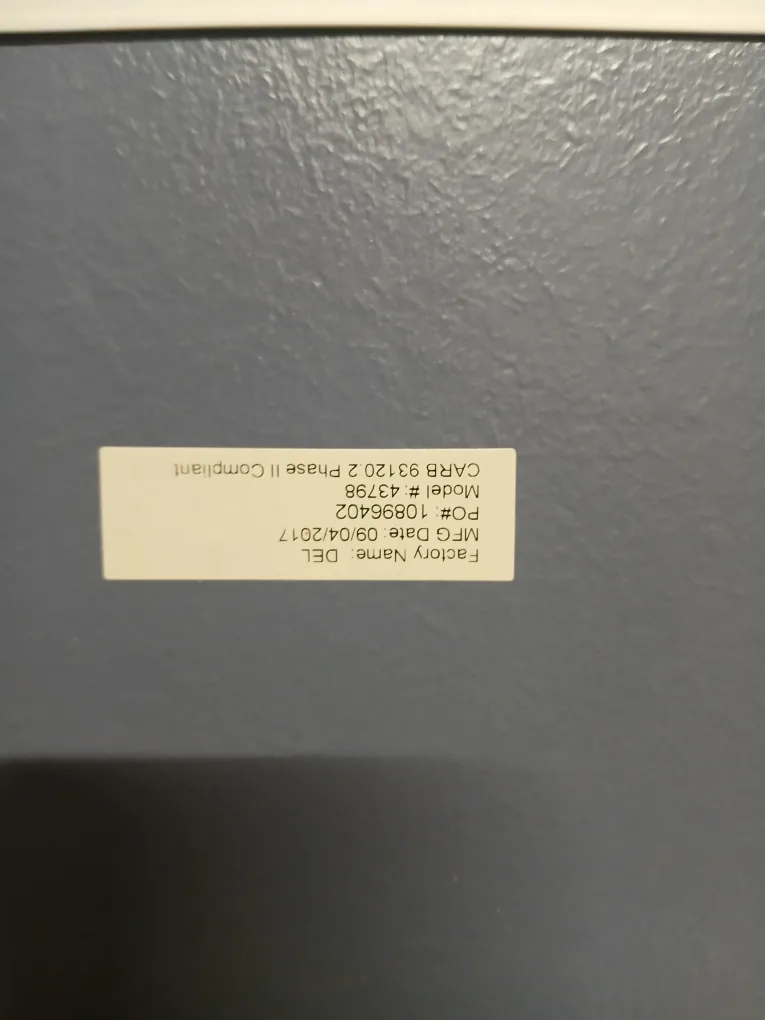 Factory Name: DEL
MFG Date: 09/04/2017
PO#: 10896402
Model #: 43798
CARB 93120.2 Phase II Compliant